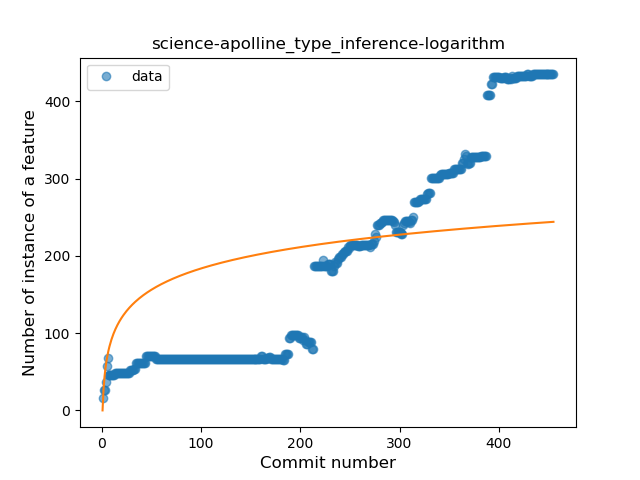 science-apolline_type_inference-logarithm
data
Number of instance of a feature
400
300
200
100
0
0 100 200 300 400
Commit number